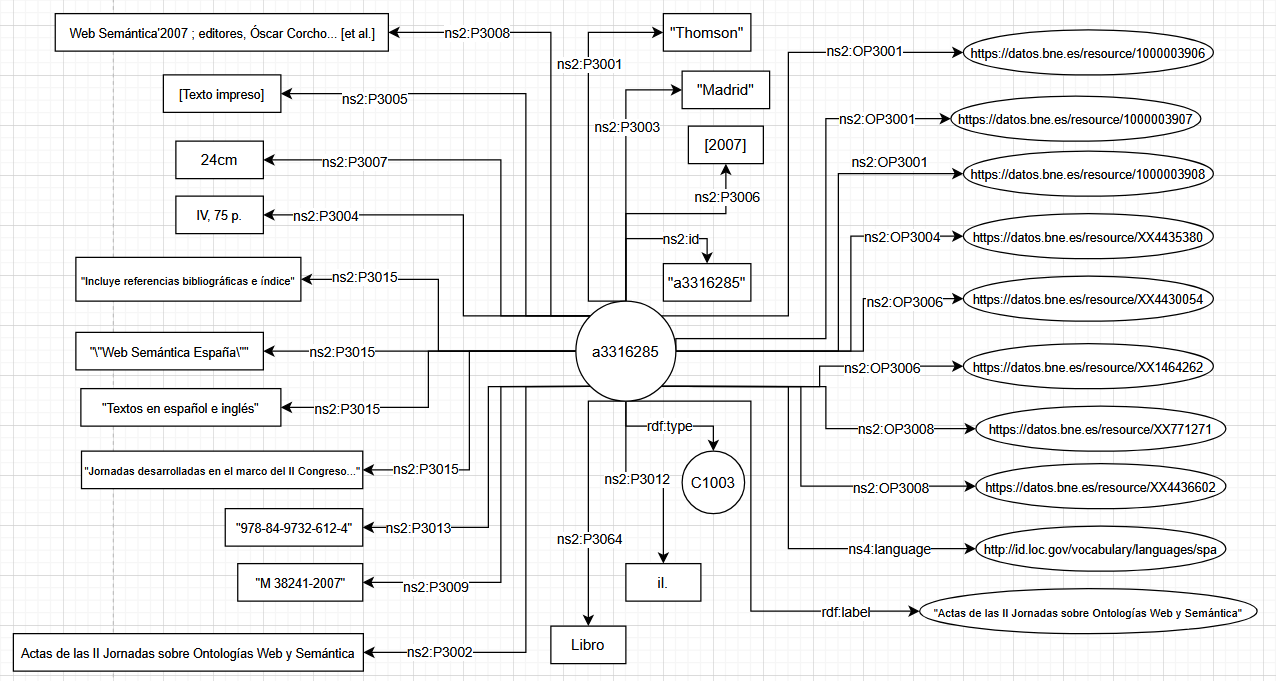 Web Semántica'2007 ; editores, Óscar Corcho... [et al.]
ns2:P3008
"Thomson"
ns2:P3001
ns2:OP3001
https://datos.bne.es/resource/1000003906
[Texto impreso]
ns2:P3005
"Madrid"
ns2:P3003
ns2:OP3001
https://datos.bne.es/resource/1000003907
24cm
ns2:P3007
[2007]
ns2:P3006
ns2:OP3001
https://datos.bne.es/resource/1000003908
IV, 75 p.
ns2:P3004
ns2:id
"a3316285"
ns2:OP3004
https://datos.bne.es/resource/XX4435380
"Incluye referencias bibliográficas e índice"
ns2:P3015
ns2:OP3006
https://datos.bne.es/resource/XX4430054
"\"Web Semántica España\""
ns2:P3015
a3316285
ns2:OP3006
https://datos.bne.es/resource/XX1464262
"Textos en español e inglés"
ns2:P3015
rdf:type
C1003
ns2:OP3008
https://datos.bne.es/resource/XX771271
"Jornadas desarrolladas en el marco del II Congreso..."
ns2:P3015
ns2:P3012
il.
ns2:OP3008
https://datos.bne.es/resource/XX4436602
"978-84-9732-612-4"
ns2:P3013
ns2:P3064
Libro
ns4:language
http://id.loc.gov/vocabulary/languages/spa
"M 38241-2007"
ns2:P3009
rdf:label
"Actas de las II Jornadas sobre Ontologías Web y Semántica"
Actas de las II Jornadas sobre Ontologías Web y Semántica
ns2:P3002